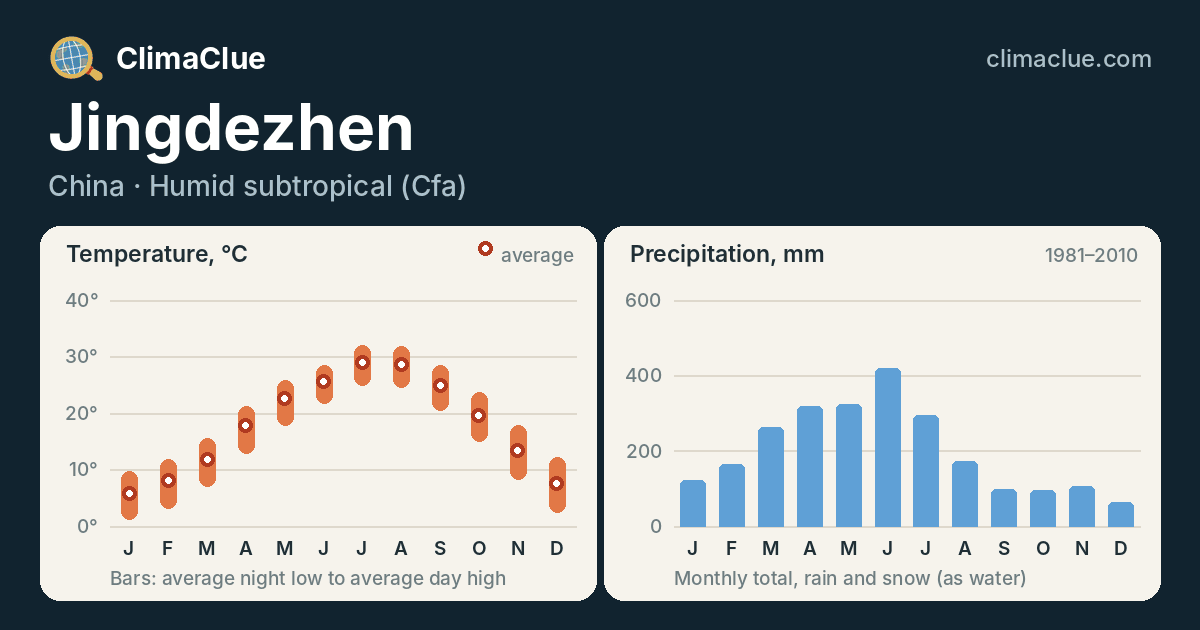 ClimaClue
climaclue.com
Jingdezhen
China · Humid subtropical (Cfa)
Temperature, °C
average
40°
30°
20°
10°
0°
J F M A M J J A S O N D
Bars: average night low to average day high
Precipitation, mm
1981–2010
600
400
200
0
J F M A M J J A S O N D
Monthly total, rain and snow (as water)